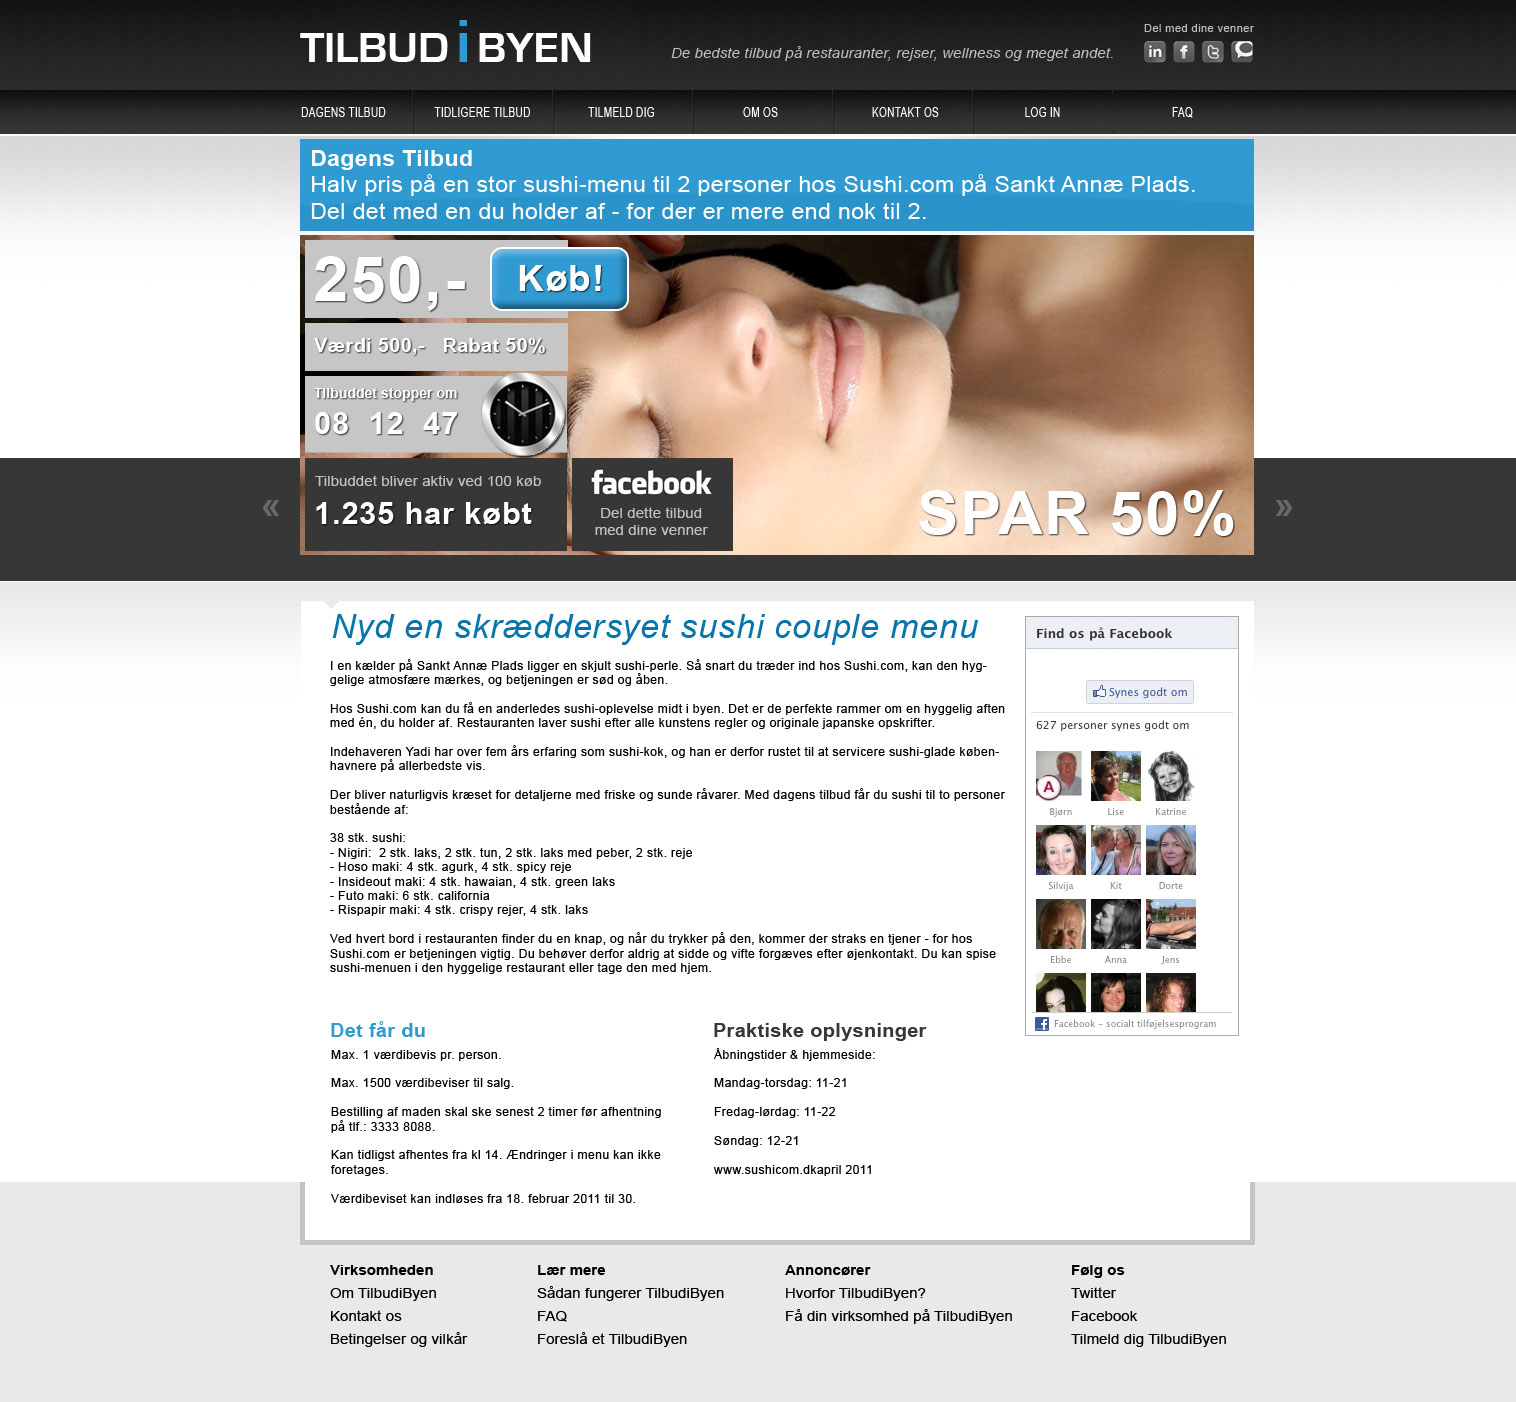 TILBUD i BYEN
De bedste tilbud på restauranter, rejser, wellness og meget andet.
Del med dine venner
DAGENS TILBUD
TIDLIGERE TILBUD
TILMELD DIG
OM OS
KONTAKT OS
LOG IN
FAQ
Dagens Tilbud
Halv pris på en stor sushi-menu til 2 personer hos Sushi.com på Sankt Annæ Plads.
Del det med en du holder af - for der er mere end nok til 2.
250,-
Køb!
Værdi 500,- Rabat 50%
Tilbuddet stopper om
08 12 47
Tilbuddet bliver aktiv ved 100 køb
1.235 har købt
facebook
Del dette tilbud
med dine venner
SPAR 50%
«
»
Nyd en skræddersyet sushi couple menu
I en kælder på Sankt Annæ Plads ligger en skjult sushi-perle. Så snart du træder ind hos Sushi.com, kan den hyg-
gelige atmosfære mærkes, og betjeningen er sød og åben.
Hos Sushi.com kan du få en anderledes sushi-oplevelse midt i byen. Det er de perfekte rammer om en hyggelig aften
med én, du holder af. Restauranten laver sushi efter alle kunstens regler og originale japanske opskrifter.
Indehaveren Yadi har over fem års erfaring som sushi-kok, og han er derfor rustet til at servicere sushi-glade køben-
havnere på allerbedste vis.
Der bliver naturligvis kræset for detaljerne med friske og sunde råvarer. Med dagens tilbud får du sushi til to personer
bestående af:
38 stk. sushi:
- Nigiri:  2 stk. laks, 2 stk. tun, 2 stk. laks med peber, 2 stk. reje
- Hoso maki: 4 stk. agurk, 4 stk. spicy reje
- Insideout maki: 4 stk. hawaian, 4 stk. green laks
- Futo maki: 6 stk. california
- Rispapir maki: 4 stk. crispy rejer, 4 stk. laks
Ved hvert bord i restauranten finder du en knap, og når du trykker på den, kommer der straks en tjener - for hos
Sushi.com er betjeningen vigtig. Du behøver derfor aldrig at sidde og vifte forgæves efter øjenkontakt. Du kan spise
sushi-menuen i den hyggelige restaurant eller tage den med hjem.
Find os på Facebook
Synes godt om
627 personer synes godt om
A
Bjørn
Lise
Katrine
Silvija
Kit
Dorte
Ebbe
Anna
Jens
Facebook – socialt tilføjelsesprogram
Det får du
Max. 1 værdibevis pr. person.
Max. 1500 værdibeviser til salg.
Bestilling af maden skal ske senest 2 timer før afhentning
på tlf.: 3333 8088.
Kan tidligst afhentes fra kl 14. Ændringer i menu kan ikke
foretages.
Værdibeviset kan indløses fra 18. februar 2011 til 30.
Praktiske oplysninger
Åbningstider & hjemmeside:
Mandag-torsdag: 11-21
Fredag-lørdag: 11-22
Søndag: 12-21
www.sushicom.dkapril 2011
Virksomheden
Om TilbudiByen
Kontakt os
Betingelser og vilkår
Lær mere
Sådan fungerer TilbudiByen
FAQ
Foreslå et TilbudiByen
Annoncører
Hvorfor TilbudiByen?
Få din virksomhed på TilbudiByen
Følg os
Twitter
Facebook
Tilmeld dig TilbudiByen